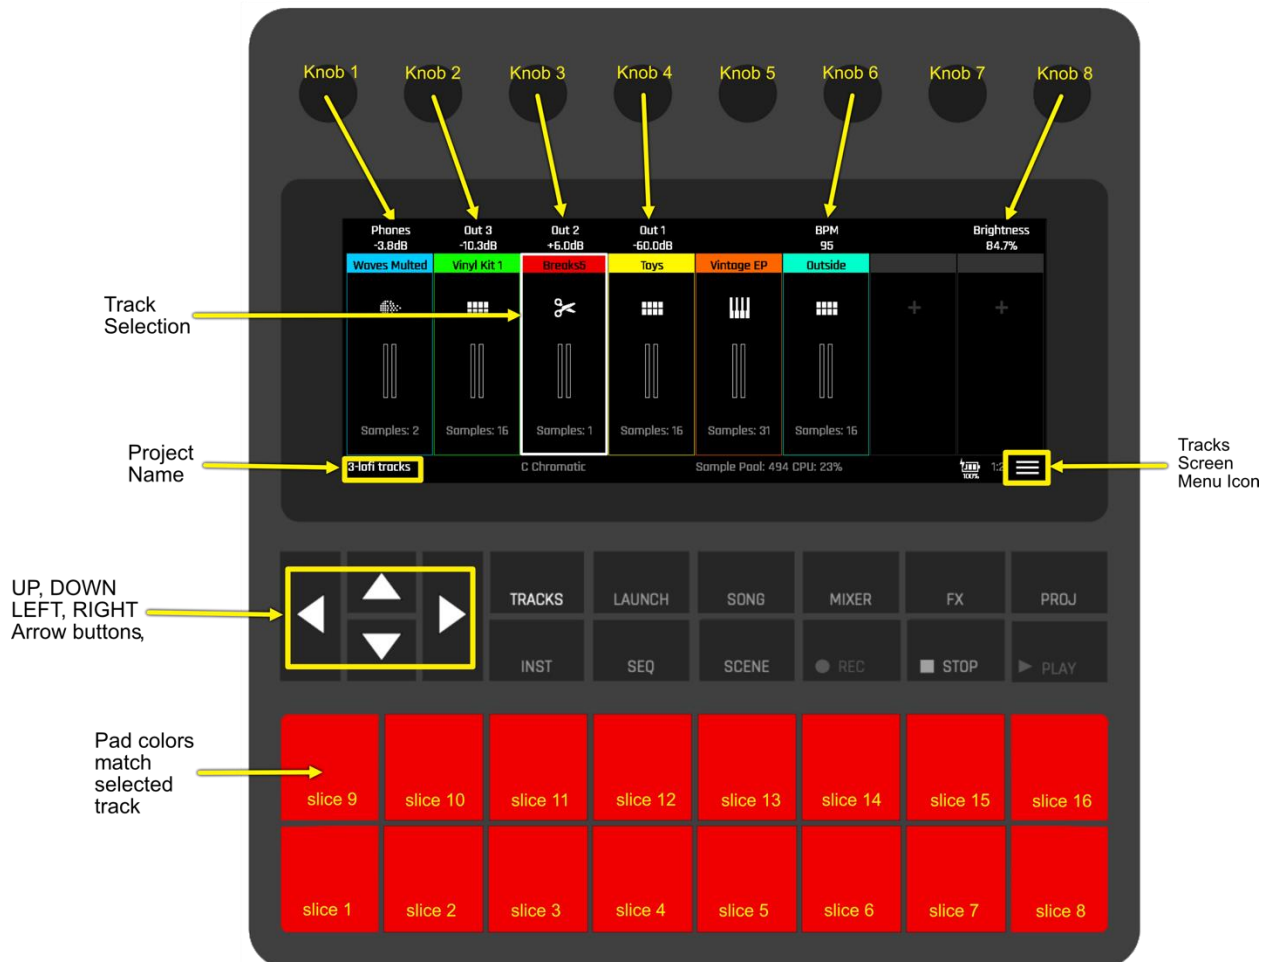 Knob 1 Knob 2 Knob 3 Knob 4 Knob 5 Knob 6 Knob 7 Knob 8
Phones Out 3 Out 2 Out 1 BPM Brightness
-3.8dB -10.3dB +6.0dB -60.0dB 95 84.7%
Waves Multed Vinyl Kit 1 Breaks5 Toys Vintage EP Outside
Track
Selection
+ +
Samples: 2 Samples: 16 Samples: 1 Samples: 16 Samples: 31 Samples: 16
Project
Name
3-lofi tracks C Chromatic Sample Pool: 494 CPU: 23% 100%
Tracks
Screen
Menu Icon
UP, DOWN
LEFT, RIGHT
Arrow buttons,
TRACKS LAUNCH SONG MIXER FX PROJ
INST SEQ SCENE REC STOP PLAY
Pad colors
match
selected
track
slice 9 slice 10 slice 11 slice 12 slice 13 slice 14 slice 15 slice 16
slice 1 slice 2 slice 3 slice 4 slice 5 slice 6 slice 7 slice 8